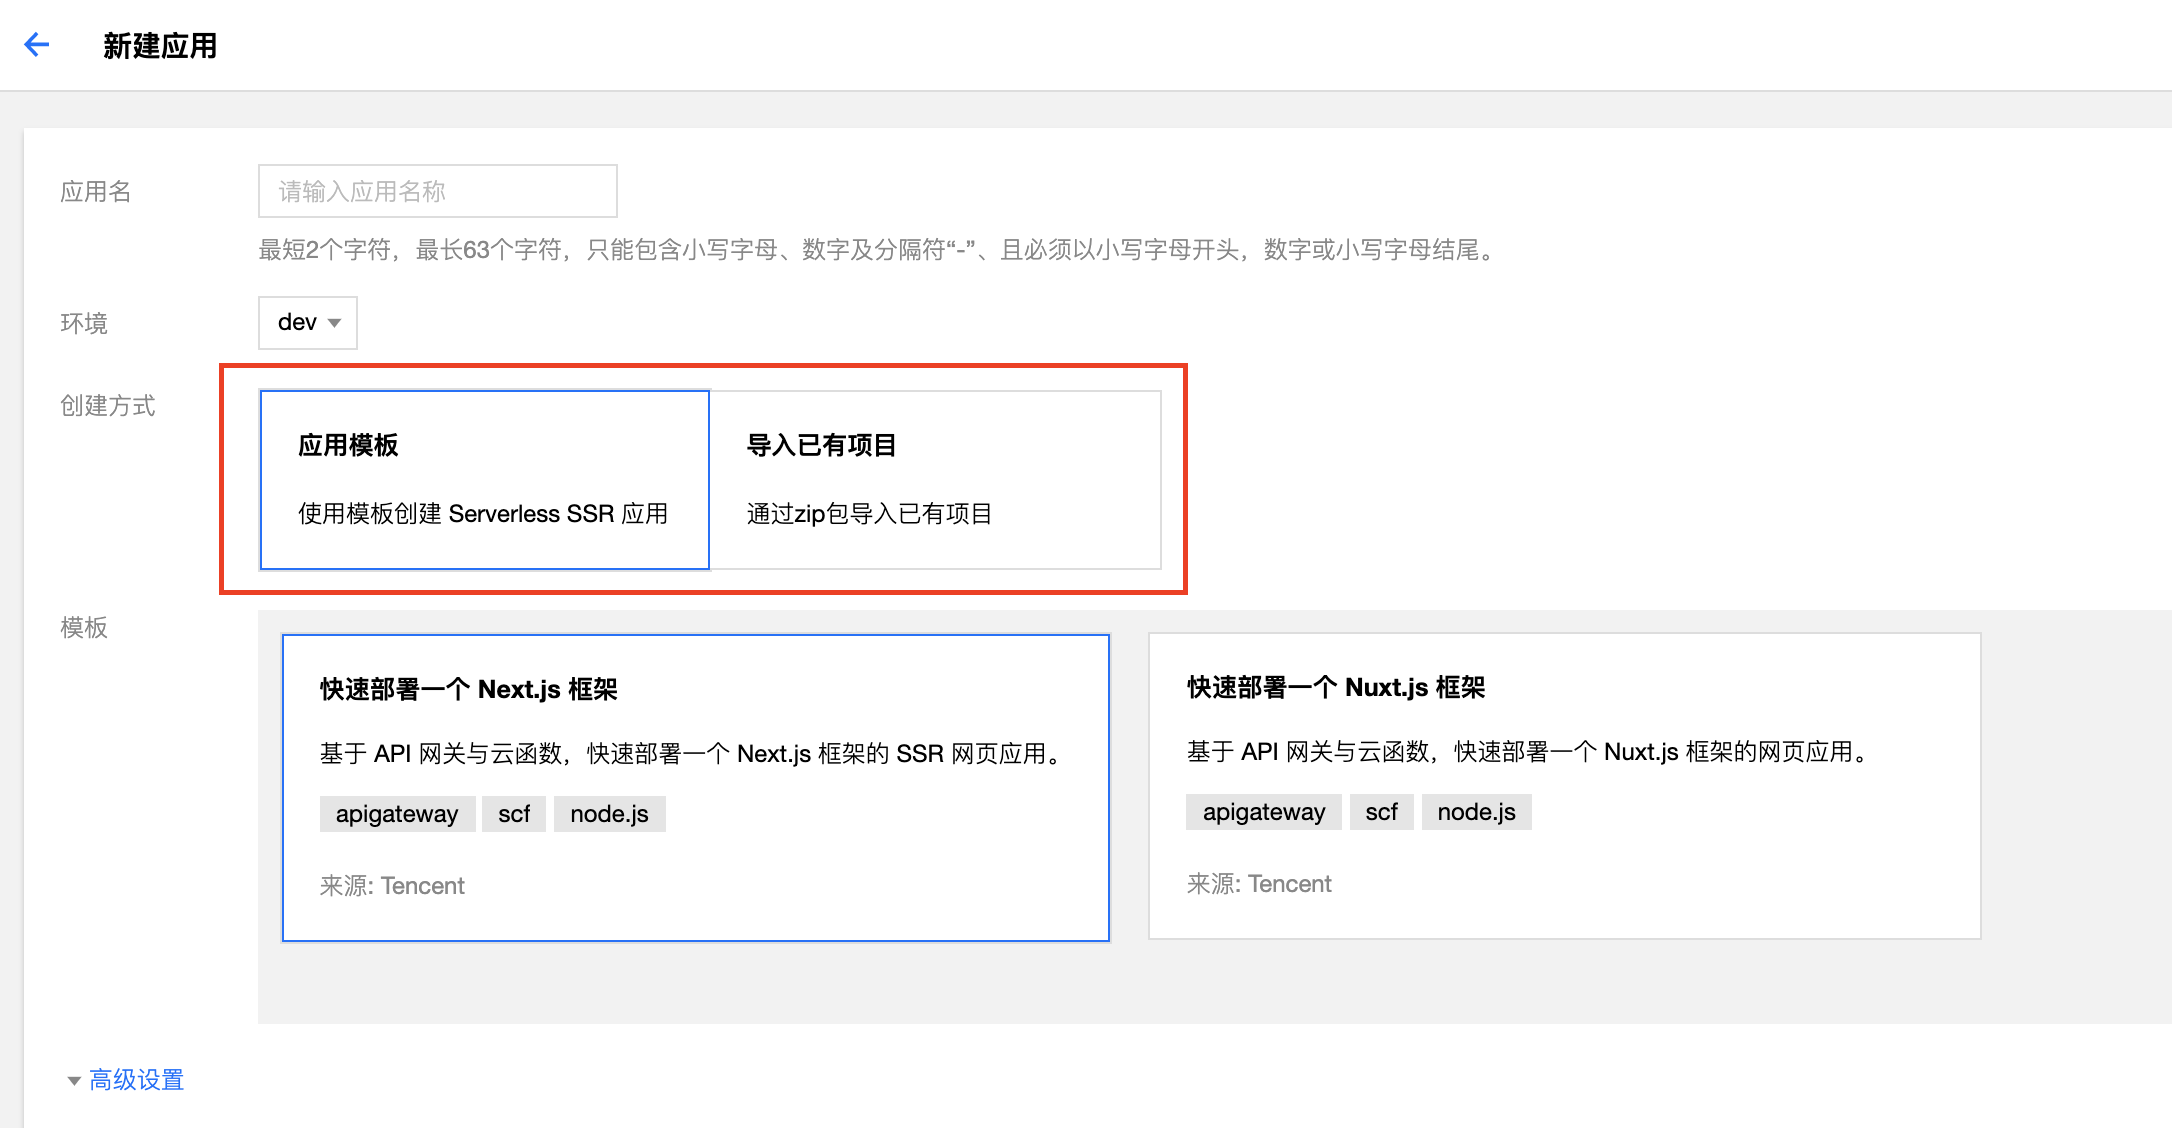 新建应用
应用名
请输入应用名称
最短2个字符，最长63个字符，只能包含小写字母、数字及分隔符“-”、且必须以小写字母开头，数字或小写字母结尾。
环境
dev
创建方式
应用模板
使用模板创建 Serverless SSR 应用
导入已有项目
通过zip包导入已有项目
模板
快速部署一个 Next.js 框架
基于 API 网关与云函数，快速部署一个 Next.js 框架的 SSR 网页应用。
apigateway scf node.js
来源: Tencent
快速部署一个 Nuxt.js 框架
基于 API 网关与云函数，快速部署一个 Nuxt.js 框架的网页应用。
apigateway scf node.js
来源: Tencent
高级设置